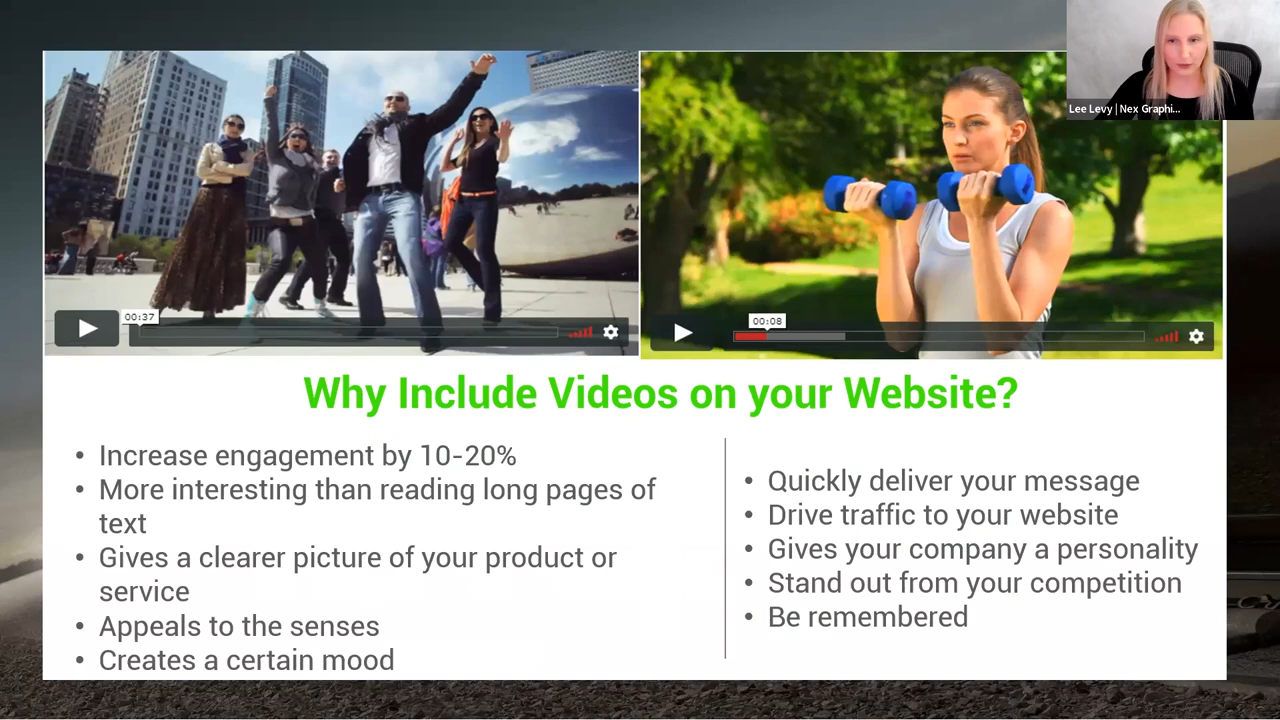 Lee Levy | Nex Graphi...
00:37
00:08
Why Include Videos on your Website?
• Increase engagement by 10-20%
• More interesting than reading long pages of
text
• Gives a clearer picture of your product or
service
• Appeals to the senses
• Creates a certain mood
• Quickly deliver your message
• Drive traffic to your website
• Gives your company a personality
• Stand out from your competition
• Be remembered